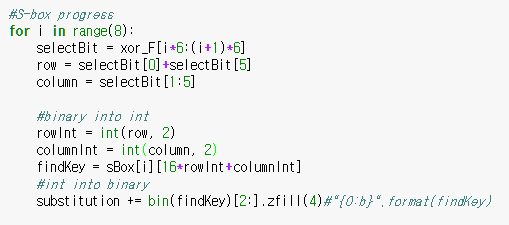 #S-box progress
for i in range(8):
    selectBit = xor_F[i*6:(i+1)*6]
    row = selectBit[0]+selectBit[5]
    column = selectBit[1:5]

    #binary into int
    rowInt = int(row, 2)
    columnInt = int(column, 2)
    findKey = sBox[i][16*rowInt+columnInt]
    #int into binary
    substitution += bin(findKey)[2:].zfill(4)#"{0:b}".format(findKey)